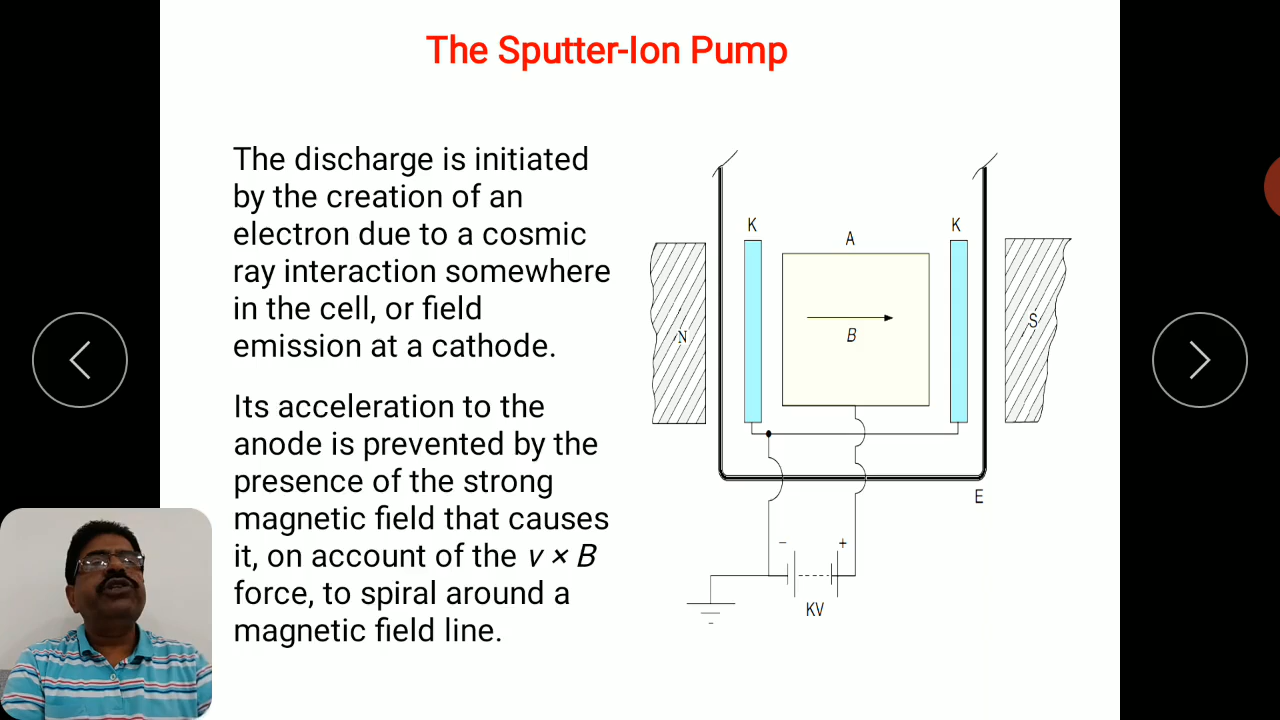 The Sputter-Ion Pump
The discharge is initiated
by the creation of an
electron due to a cosmic
ray interaction somewhere
in the cell, or field
emission at a cathode.
Its acceleration to the
anode is prevented by the
presence of the strong
magnetic field that causes
it, on account of the v × B
force, to spiral around a
magnetic field line.
K
A
K
N
B
S
E
− +
KV